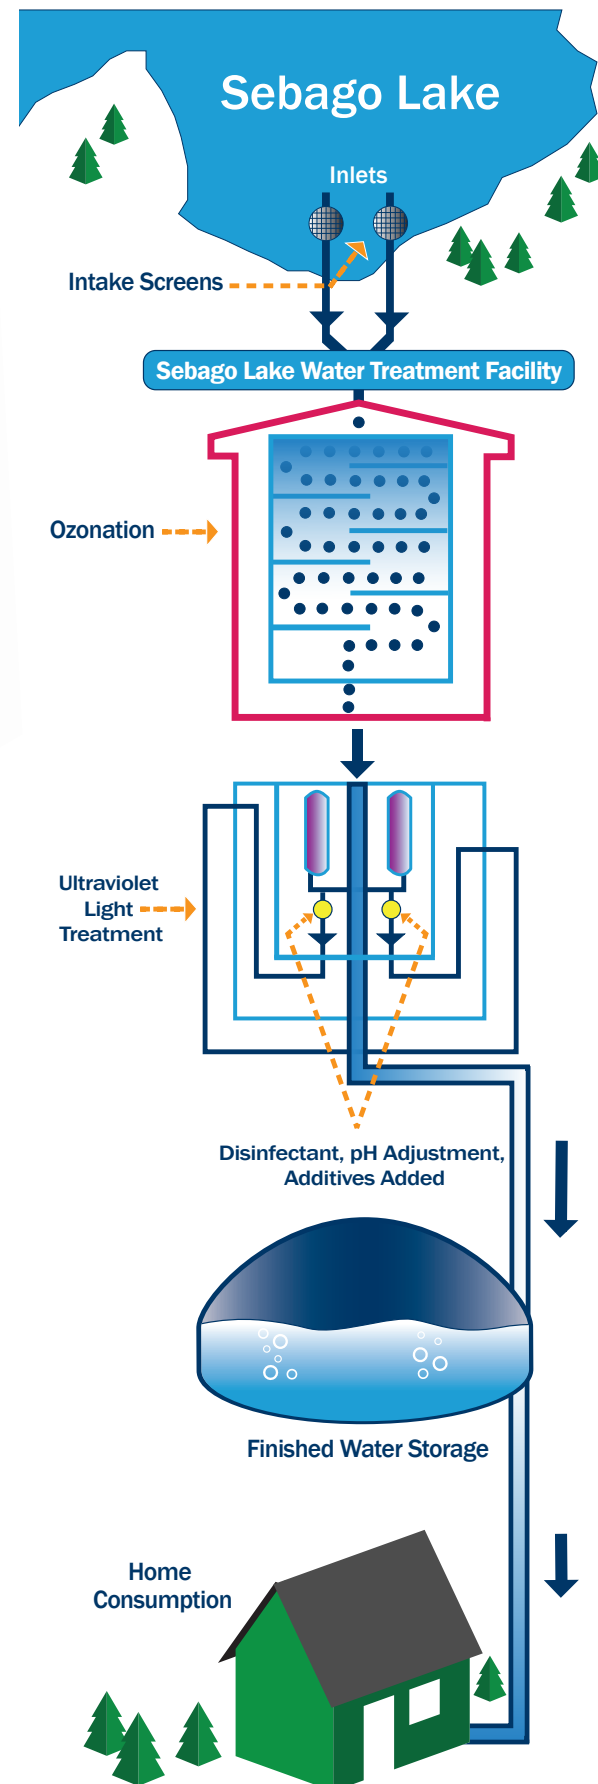 Sebago Lake
Inlets
Intake Screens
Sebago Lake Water Treatment Facility
Ozonation
Ultraviolet
Light
Treatment
Disinfectant, pH Adjustment,
Additives Added
Finished Water Storage
Home
Consumption